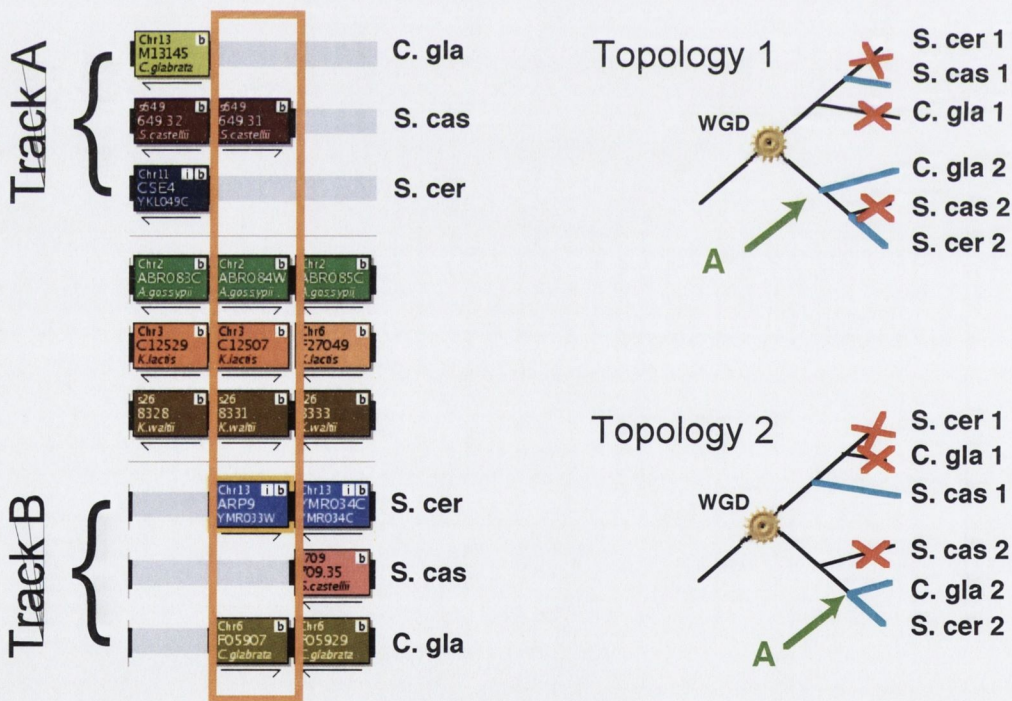 Track A
Chr13 b
M13145
C.glabrata
C. gla
s649 b
649.32
S.castellii
s649 b
649.31
S.castellii
S. cas
Chr11 i b
CSE4
YKL049C
S. cer
Chr2 b
ABR083C
A.gossypii
Chr2 b
ABR084W
A.gossypii
Chr2 b
ABR085C
A.gossypii
Chr3 b
C12529
K.lactis
Chr3 b
C12507
K.lactis
Chr6 b
F27049
K.lactis
s26 b
8328
K.waltii
s26 b
8331
K.waltii
s26 b
8333
K.waltii
Track B
Chr13 i b
ARP9
YMR033W
Chr13 i b
YMR034C
YMR034C
S. cer
709 b
709.35
S.castellii
S. cas
Chr6 b
F05907
C.glabrata
Chr6 b
F05929
C.glabrata
C. gla
Topology 1
WGD
A
S. cer 1
S. cas 1
C. gla 1
C. gla 2
S. cas 2
S. cer 2
Topology 2
WGD
A
S. cer 1
C. gla 1
S. cas 1
S. cas 2
C. gla 2
S. cer 2